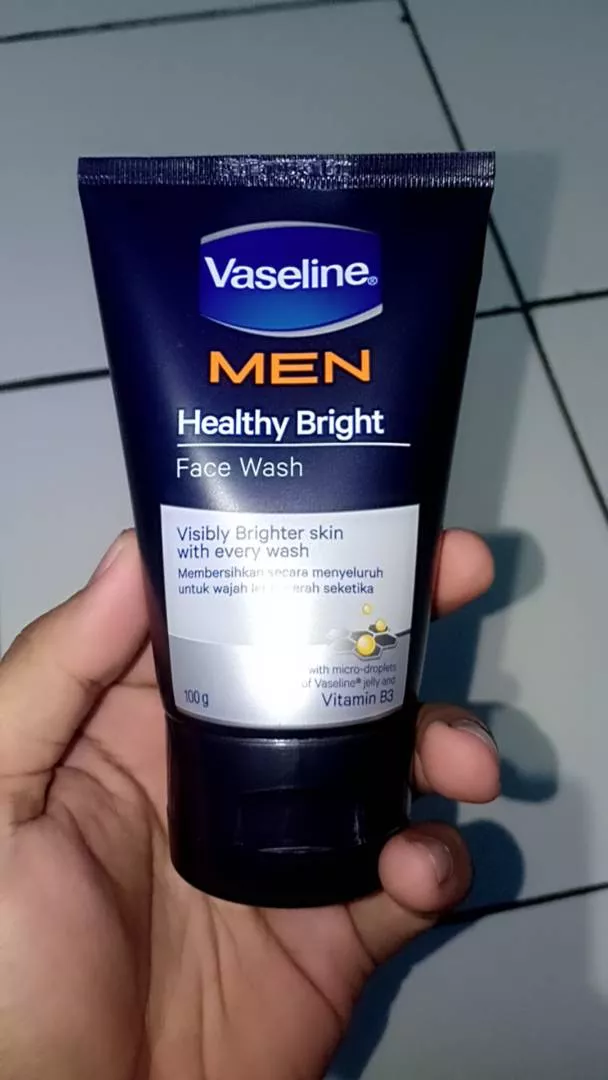 Vaseline®
MEN
Healthy Bright
Face Wash
Visibly Brighter skin
with every wash
Membersihkan secara menyeluruh
untuk wajah seketika
with micro-droplets
of Vaseline® jelly and
Vitamin B3
100 g